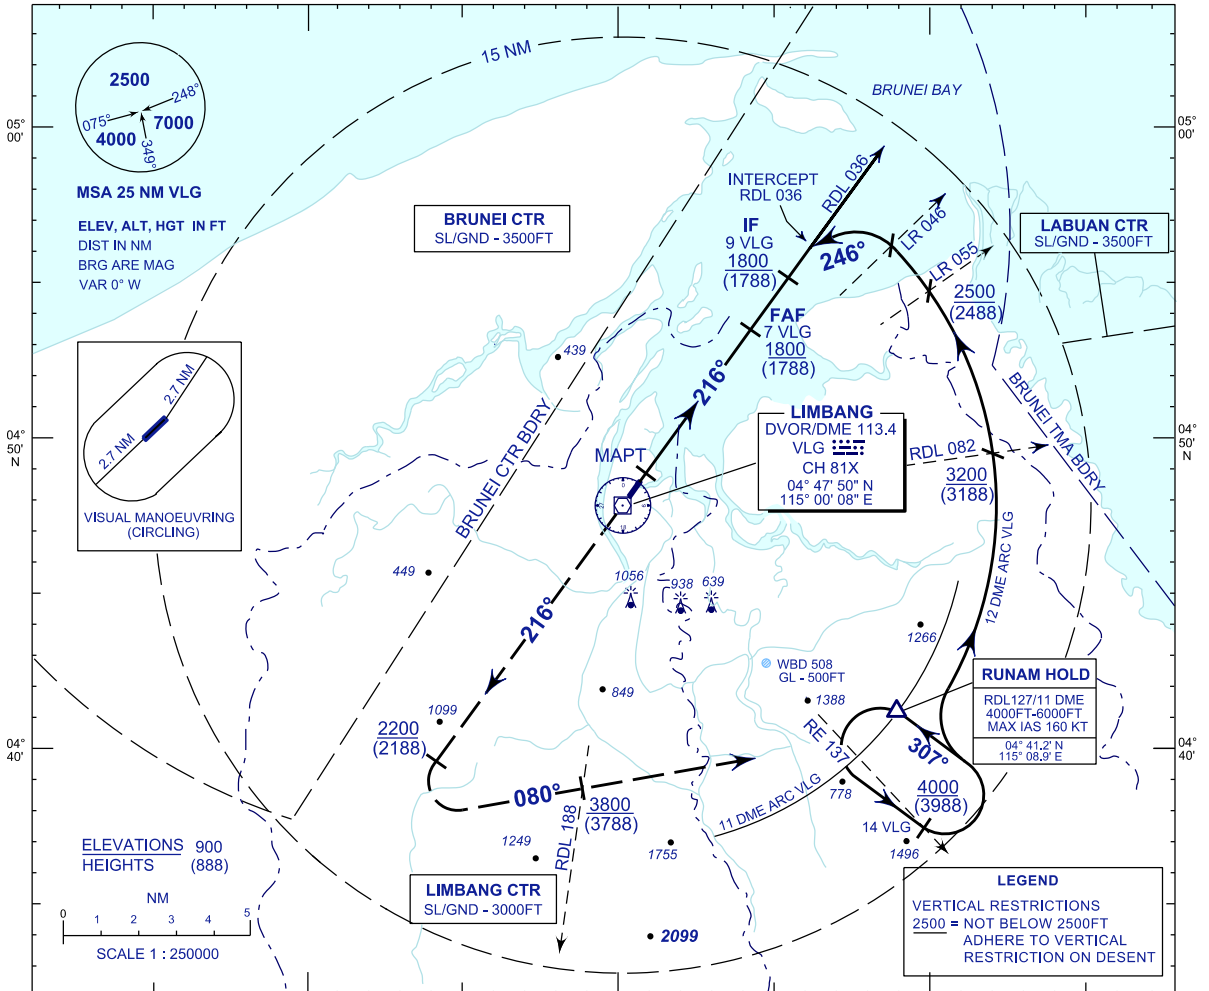 15 NM
BRUNEI BAY
2500
248°
075°
7000
4000
349°
05°
00'
05°
00'
MSA 25 NM VLG
ELEV, ALT, HGT IN FT
DIST IN NM
BRG ARE MAG
VAR 0° W
BRUNEI CTR
SL/GND - 3500FT
INTERCEPT
RDL 036
RDL 036
IF
9 VLG
1800
(1788)
246°
LR 046
LR 055
LABUAN CTR
SL/GND - 3500FT
2500
(2488)
FAF
7 VLG
1800
(1788)
216°
439
2.7 NM
2.7 NM
VISUAL MANOEUVRING
(CIRCLING)
BRUNEI CTR BDRY
BRUNEI TMA BDRY
04°
50'
N
04°
50'
N
LIMBANG
DVOR/DME 113.4
VLG
CH 81X
04° 47' 50" N
115° 00' 08" E
MAPT
RDL 082
3200
(3188)
12 DME ARC VLG
449
1056
938
639
216°
1266
WBD 508
GL - 500FT
849
1388
RUNAM HOLD
RDL127/11 DME
4000FT-6000FT
MAX IAS 160 KT
04° 41.2' N
115° 08.9' E
1099
2200
(2188)
RE 137
307°
04°
40'
04°
40'
080°
3800
(3788)
RDL 188
778
4000
(3988)
11 DME ARC VLG
14 VLG
1496
1249
1755
ELEVATIONS 900
HEIGHTS (888)
NM
0 1 2 3 4 5
SCALE 1 : 250000
LIMBANG CTR
SL/GND - 3000FT
2099
LEGEND
VERTICAL RESTRICTIONS
2500 = NOT BELOW 2500FT
ADHERE TO VERTICAL
RESTRICTION ON DESENT